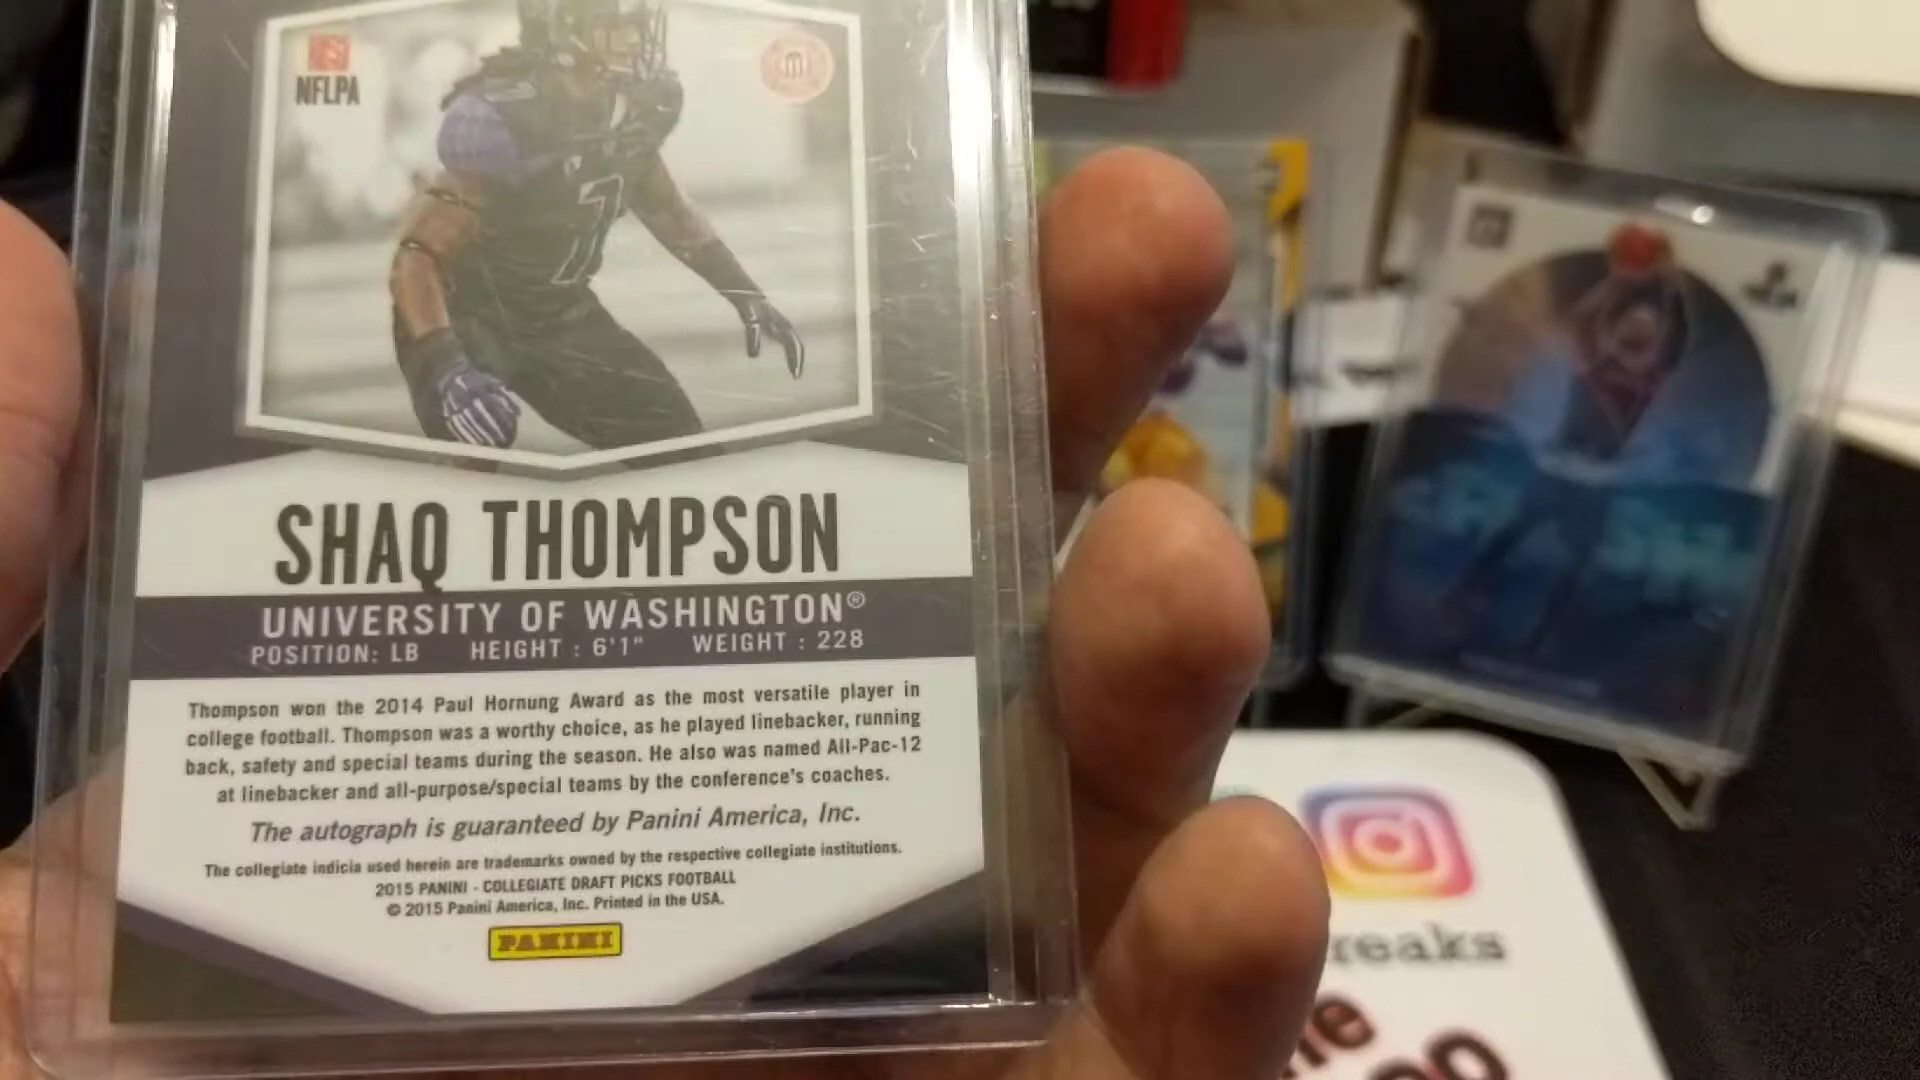 NFLPA
7
SHAQ THOMPSON
UNIVERSITY OF WASHINGTON®
POSITION: LB HEIGHT : 6'1" WEIGHT : 228
Thompson won the 2014 Paul Hornung Award as the most versatile player in
college football. Thompson was a worthy choice, as he played linebacker, running
back, safety and special teams during the season. He also was named All-Pac-12
at linebacker and all-purpose/special teams by the conference's coaches.
The autograph is guaranteed by Panini America, Inc.
The collegiate indicia used herein are trademarks owned by the respective collegiate institutions.
2015 PANINI - COLLEGIATE DRAFT PICKS FOOTBALL
© 2015 Panini America, Inc. Printed in the USA.
PANINI
reaks